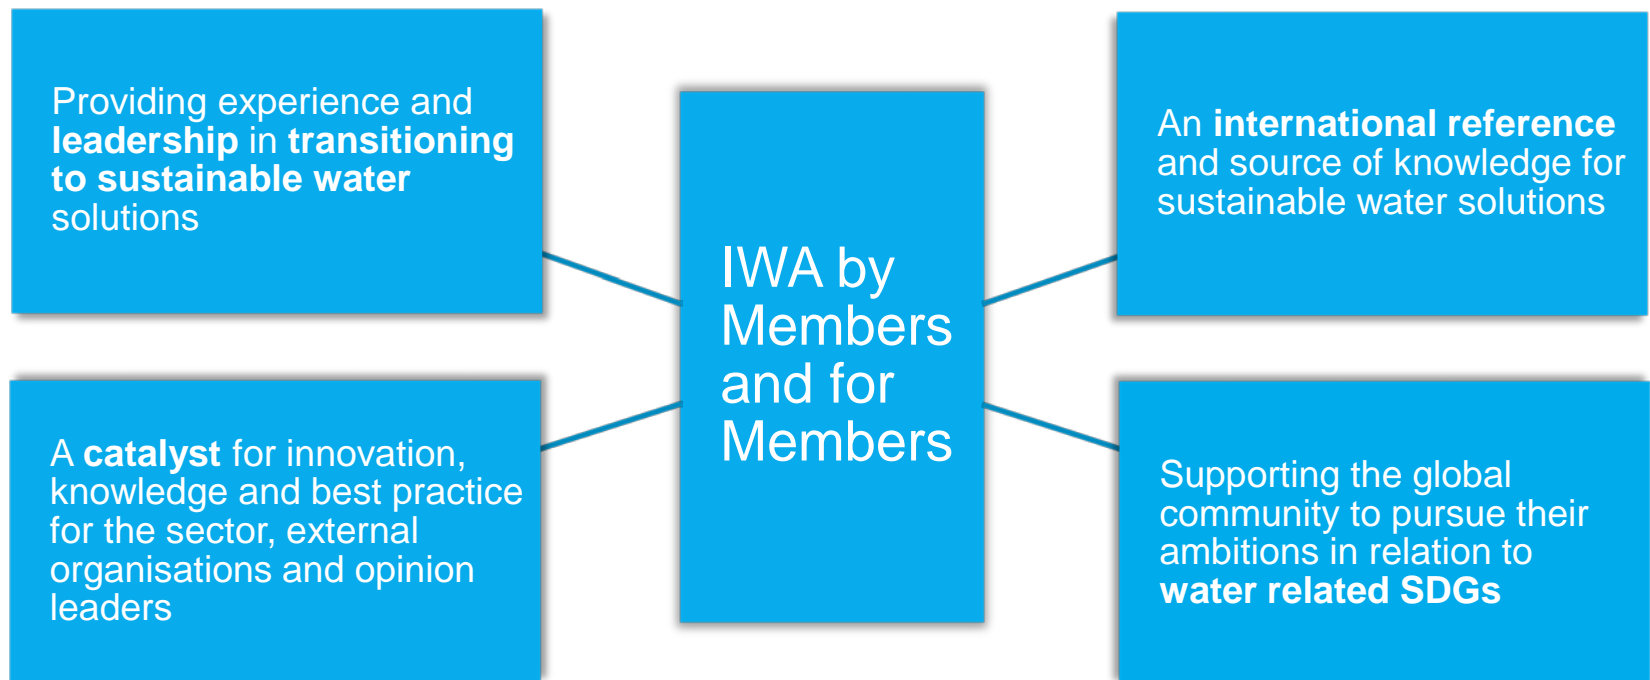 Providing experience and
leadership in transitioning
to sustainable water
solutions
A catalyst for innovation,
knowledge and best practice
for the sector, external
organisations and opinion
leaders
IWA by
Members
and for
Members
An international reference
and source of knowledge for
sustainable water solutions
Supporting the global
community to pursue their
ambitions in relation to
water related SDGs